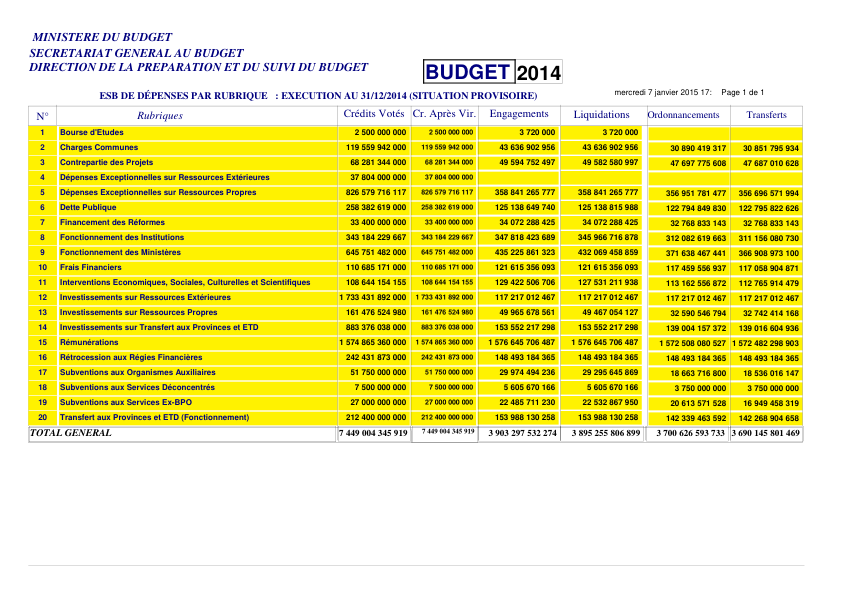 MINISTERE DU BUDGET
SECRETARIAT GENERAL AU BUDGET
DIRECTION DE LA PREPARATION ET DU SUIVI DU BUDGET
BUDGET 2014
ESB DE DÉPENSES PAR RUBRIQUE : EXECUTION AU 31/12/2014 (SITUATION PROVISOIRE) mercredi 7 janvier 2015 17: Page 1 de 1
N° Rubriques Crédits Votés Cr. Après Vir. Engagements Liquidations Ordonnancements Transferts
1 Bourse d'Etudes 2 500 000 000 2 500 000 000 3 720 000 3 720 000
2 Charges Communes 119 559 942 000 119 559 942 000 43 636 902 956 43 636 902 956 30 890 419 317 30 851 795 934
3 Contrepartie des Projets 68 281 344 000 68 281 344 000 49 594 752 497 49 582 580 997 47 697 775 608 47 687 010 628
4 Dépenses Exceptionnelles sur Ressources Extérieures 37 804 000 000 37 804 000 000
5 Dépenses Exceptionnelles sur Ressources Propres 826 579 716 117 826 579 716 117 358 841 265 777 358 841 265 777 356 951 781 477 356 696 571 994
6 Dette Publique 258 382 619 000 258 382 619 000 125 138 649 740 125 138 815 988 122 794 849 830 122 795 822 626
7 Financement des Réformes 33 400 000 000 33 400 000 000 34 072 288 425 34 072 288 425 32 768 833 143 32 768 833 143
8 Fonctionnement des Institutions 343 184 229 667 343 184 229 667 347 818 423 689 345 966 716 878 312 082 619 663 311 156 080 730
9 Fonctionnement des Ministères 645 751 482 000 645 751 482 000 435 225 861 323 432 069 458 859 371 638 467 441 366 908 973 100
10 Frais Financiers 110 685 171 000 110 685 171 000 121 615 356 093 121 615 356 093 117 459 556 937 117 058 904 871
11 Interventions Economiques, Sociales, Culturelles et Scientifiques 108 644 154 155 108 644 154 155 129 422 506 706 127 531 211 938 113 162 556 872 112 765 914 479
12 Investissements sur Ressources Extérieures 1 733 431 892 000 1 733 431 892 000 117 217 012 467 117 217 012 467 117 217 012 467 117 217 012 467
13 Investissements sur Ressources Propres 161 476 524 980 161 476 524 980 49 965 678 561 49 467 054 127 32 590 546 794 32 742 414 168
14 Investissements sur Transfert aux Provinces et ETD 883 376 038 000 883 376 038 000 153 552 217 298 153 552 217 298 139 004 157 372 139 016 604 936
15 Rémunérations 1 574 865 360 000 1 574 865 360 000 1 576 645 706 487 1 576 645 706 487 1 572 508 080 527 1 572 482 298 903
16 Rétrocession aux Régies Financières 242 431 873 000 242 431 873 000 148 493 184 365 148 493 184 365 148 493 184 365 148 493 184 365
17 Subventions aux Organismes Auxiliaires 51 750 000 000 51 750 000 000 29 974 494 236 29 295 645 869 18 663 716 800 18 536 016 147
18 Subventions aux Services Déconcentrés 7 500 000 000 7 500 000 000 5 605 670 166 5 605 670 166 3 750 000 000 3 750 000 000
19 Subventions aux Services Ex-BPO 27 000 000 000 27 000 000 000 22 485 711 230 22 532 867 950 20 613 571 528 16 949 458 319
20 Transfert aux Provinces et ETD (Fonctionnement) 212 400 000 000 212 400 000 000 153 988 130 258 153 988 130 258 142 339 463 592 142 268 904 658
TOTAL GENERAL 7 449 004 345 919 7 449 004 345 919 3 903 297 532 274 3 895 255 806 899 3 700 626 593 733 3 690 145 801 469